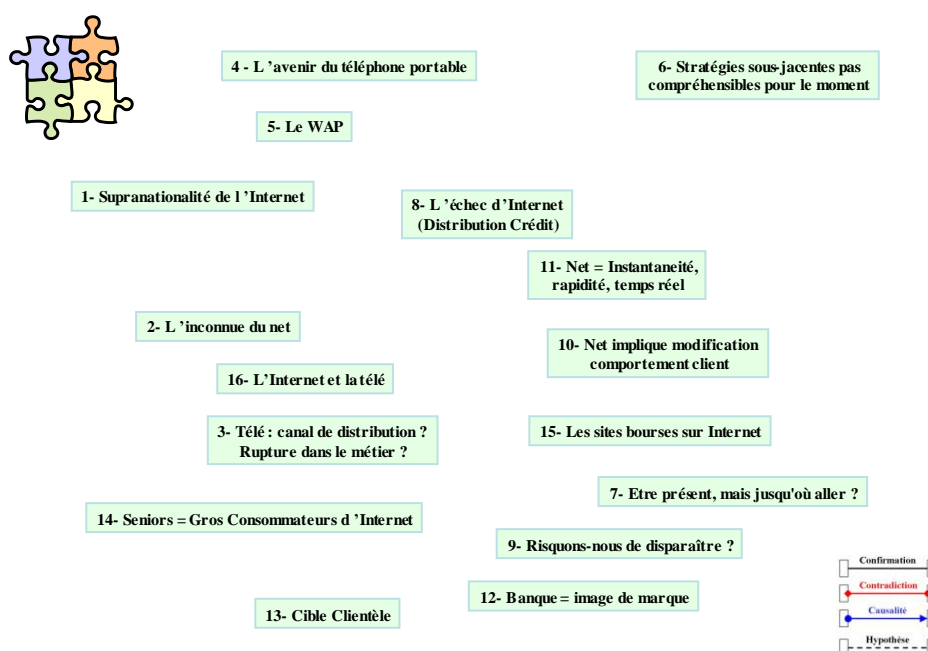 4 - L ’avenir du téléphone portable
6- Stratégies sous-jacentes pas
compréhensibles pour le moment
5- Le WAP
1- Supranationalité de l ’Internet
8- L ’échec d’Internet
(Distribution Crédit)
11- Net = Instantaneité,
rapidité, temps réel
2- L ’inconnue du net
10- Net implique modification
comportement client
16- L’Internet et la télé
3- Télé : canal de distribution ?
Rupture dans le métier ?
15- Les sites bourses sur Internet
7- Etre présent, mais jusqu'où aller ?
14- Seniors = Gros Consommateurs d ’Internet
9- Risquons-nous de disparaître ?
12- Banque = image de marque
13- Cible Clientèle
Confirmation
Contradiction
Causalité
Hypothèse